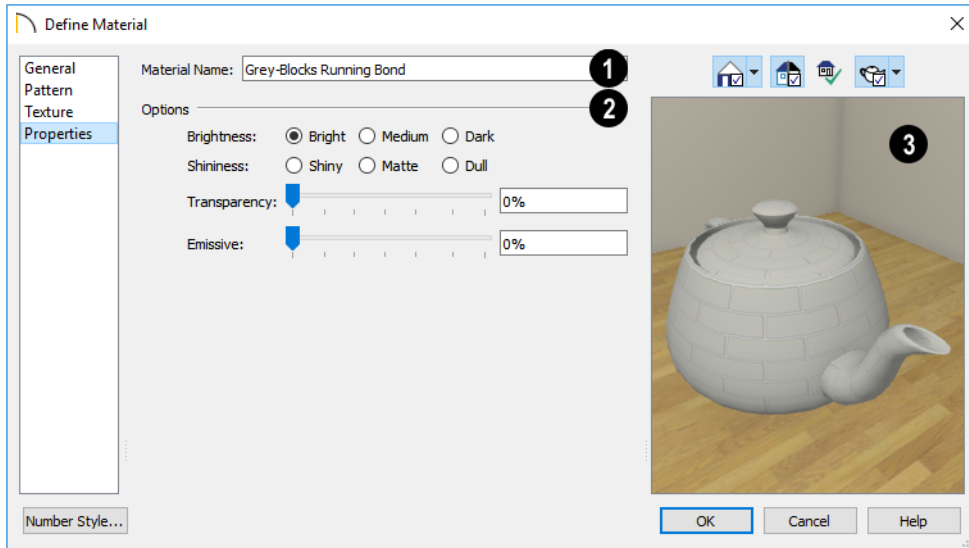 Define Material
General
Pattern
Texture
Properties
Material Name: Grey-Blocks Running Bond 1
Options 2
Brightness: Bright Medium Dark
Shininess: Shiny Matte Dull
Transparency: 0%
Emissive: 0%
3
Number Style...
OK Cancel Help